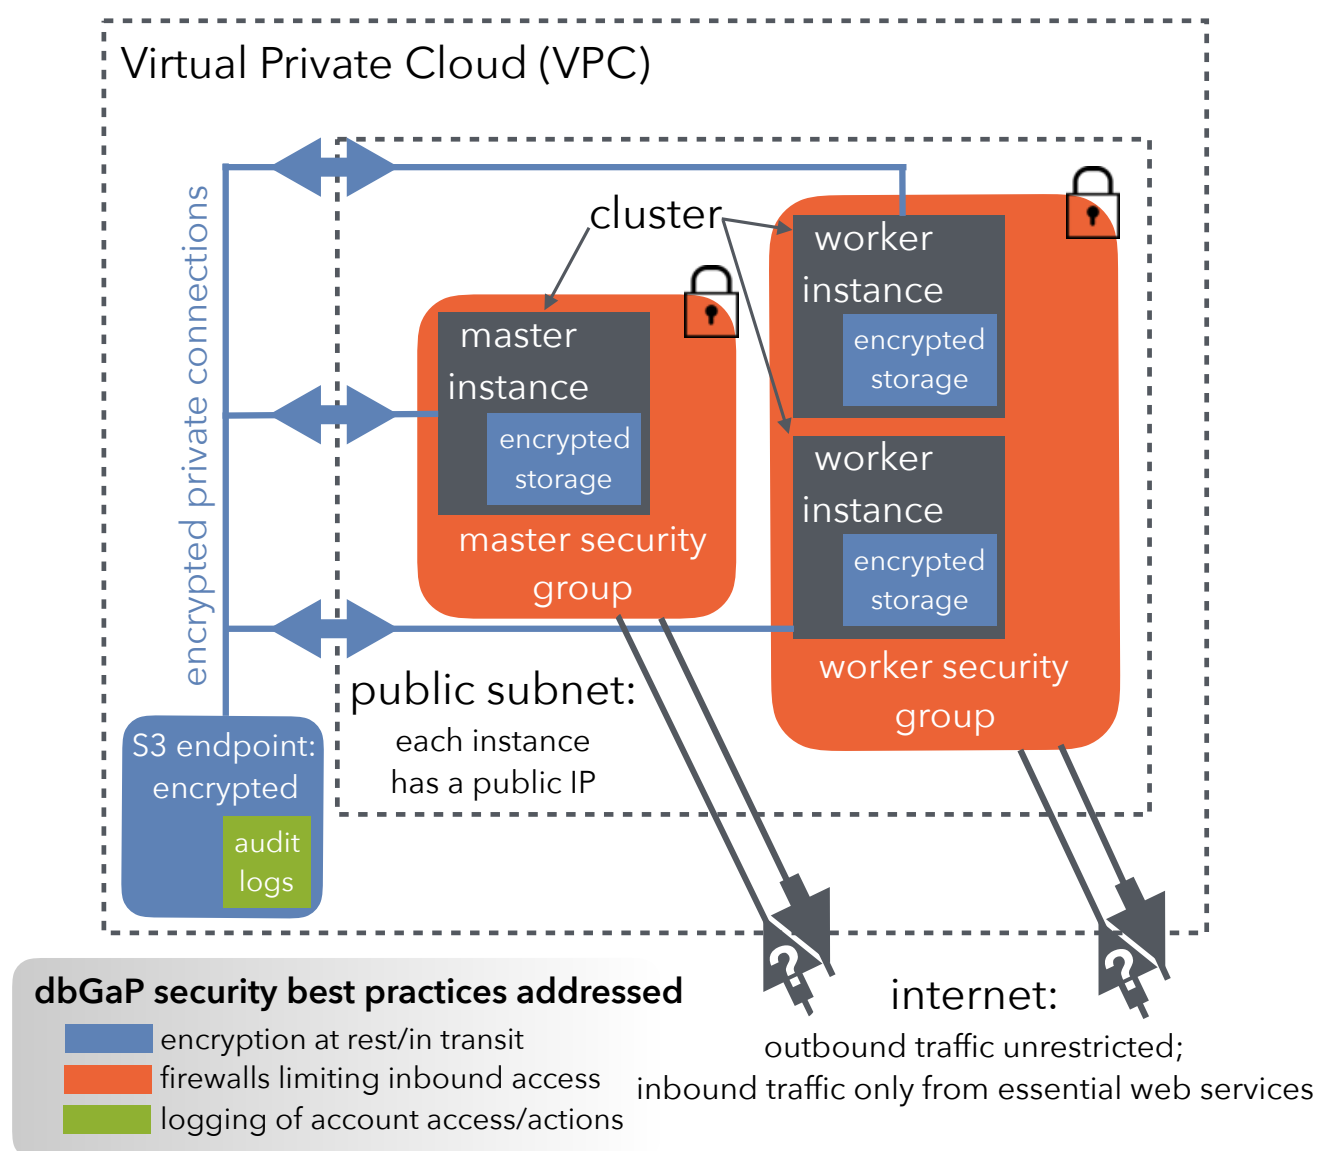 Virtual Private Cloud (VPC)
encrypted private connections
cluster
master
instance
encrypted
storage
master security
group
worker
instance
encrypted
storage
worker
instance
encrypted
storage
worker security
group
public subnet:
each instance
has a public IP
S3 endpoint:
encrypted
audit
logs
?
?
internet:
outbound traffic unrestricted;
inbound traffic only from essential web services
dbGaP security best practices addressed
encryption at rest/in transit
firewalls limiting inbound access
logging of account access/actions